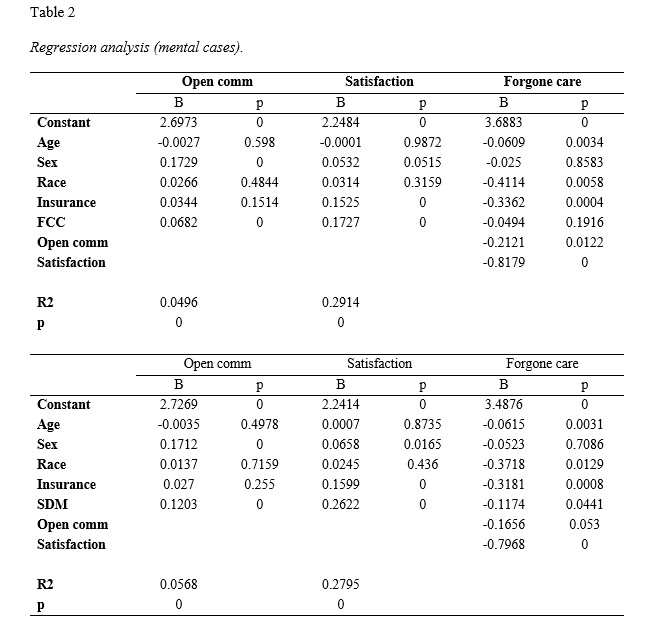 Table 2
Regression analysis (mental cases).
Open comm Satisfaction Forgone care
B p B p B p
Constant 2.6973 0 2.2484 0 3.6883 0
Age -0.0027 0.598 -0.0001 0.9872 -0.0609 0.0034
Sex 0.1729 0 0.0532 0.0515 -0.025 0.8583
Race 0.0266 0.4844 0.0314 0.3159 -0.4114 0.0058
Insurance 0.0344 0.1514 0.1525 0 -0.3362 0.0004
FCC 0.0682 0 0.1727 0 -0.0494 0.1916
Open comm -0.2121 0.0122
Satisfaction -0.8179 0
R2 0.0496 0.2914
p 0 0
Open comm Satisfaction Forgone care
B p B p B p
Constant 2.7269 0 2.2414 0 3.4876 0
Age -0.0035 0.4978 0.0007 0.8735 -0.0615 0.0031
Sex 0.1712 0 0.0658 0.0165 -0.0523 0.7086
Race 0.0137 0.7159 0.0245 0.436 -0.3718 0.0129
Insurance 0.027 0.255 0.1599 0 -0.3181 0.0008
SDM 0.1203 0 0.2622 0 -0.1174 0.0441
Open comm -0.1656 0.053
Satisfaction -0.7968 0
R2 0.0568 0.2795
p 0 0